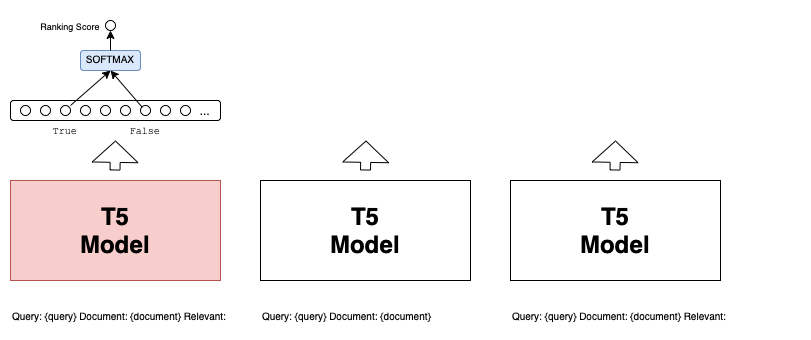 Ranking Score
SOFTMAX
...
True False
T5
Model
T5
Model
T5
Model
Query: {query} Document: {document} Relevant:
Query: {query} Document: {document}
Query: {query} Document: {document} Relevant: